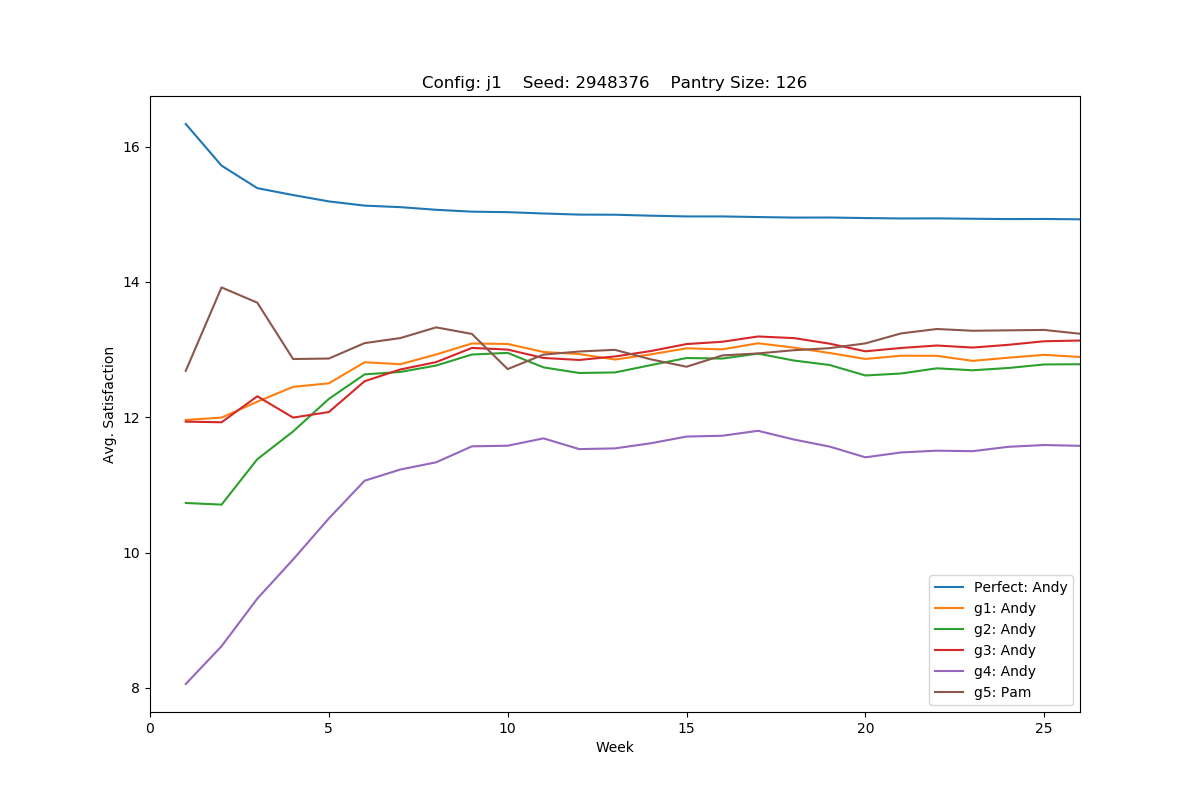 Config: j1    Seed: 2948376    Pantry Size: 126
16
14
12
10
8
Avg. Satisfaction
0
5
10
15
20
25
Week
Perfect: Andy
g1: Andy
g2: Andy
g3: Andy
g4: Andy
g5: Pam